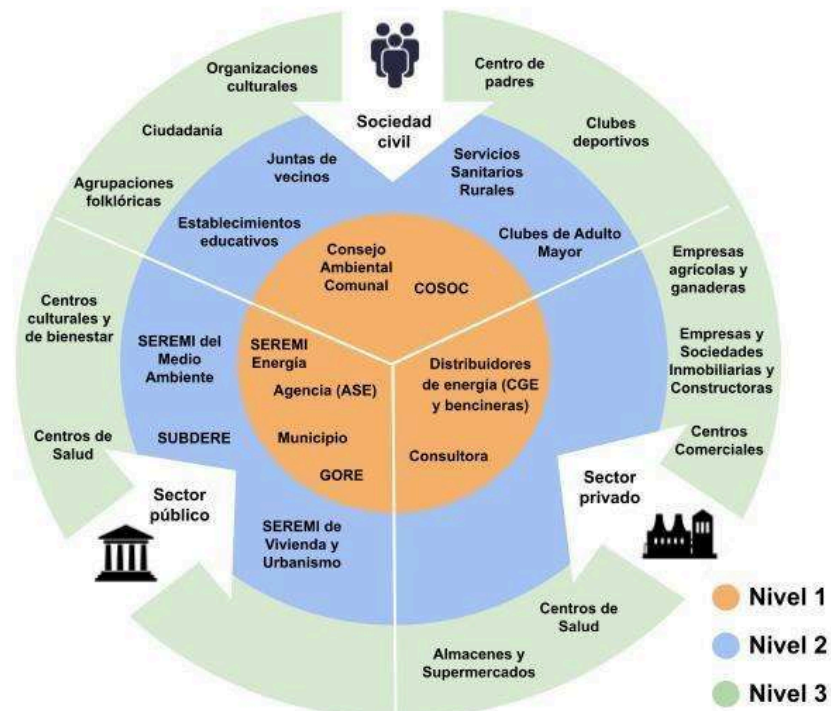 Organizaciones
culturales
Ciudadanía
Agrupaciones
folklóricas
Sociedad
civil
Centro de
padres
Clubes
deportivos
Juntas de
vecinos
Establecimientos
educativos
Servicios
Sanitarios
Rurales
Clubes de Adulto
Mayor
Consejo
Ambiental
Comunal
COSOC
Centros
culturales y
de bienestar
Centros de
Salud
SEREMI del
Medio
Ambiente
SUBDERE
SEREMI
Energía
Agencia (ASE)
Municipio
GORE
Sector
público
SEREMI de
Vivienda y
Urbanismo
Distribuidores
de energía (CGE
y bencineras)
Consultora
Empresas
agrícolas y
ganaderas
Empresas y
Sociedades
Inmobiliarias y
Constructoras
Centros
Comerciales
Sector
privado
Centros de
Salud
Almacenes y
Supermercados
Nivel 1
Nivel 2
Nivel 3